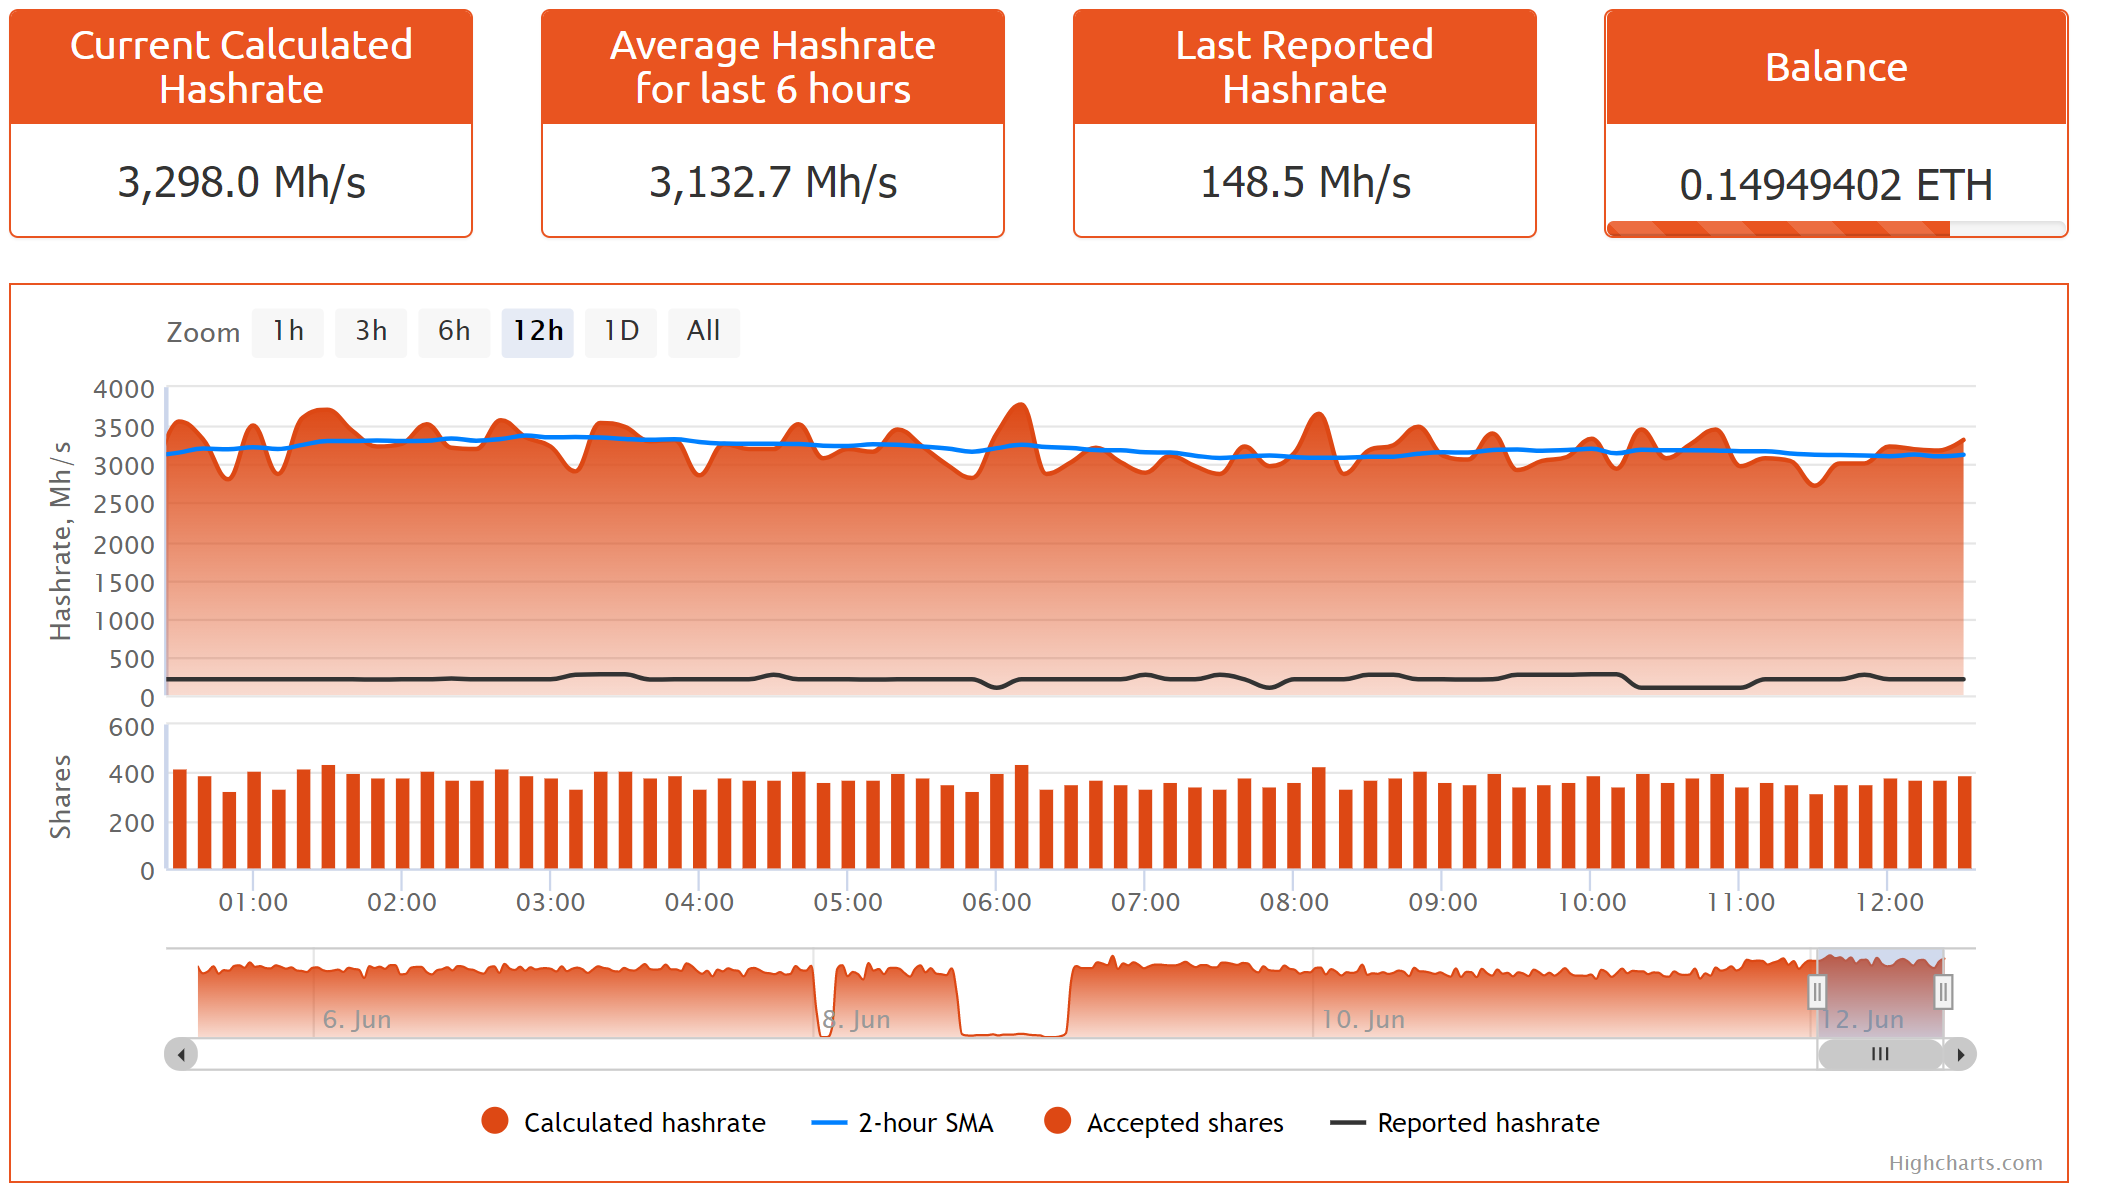 Current Calculated
Hashrate
3,298.0 Mh/s
Average Hashrate
for last 6 hours
3,132.7 Mh/s
Last Reported
Hashrate
148.5 Mh/s
Balance
0.14949402 ETH
Zoom 1h 3h 6h 12h 1D All
Hashrate, Mh/s
4000
3500
3000
2500
2000
1500
1000
500
0
Shares
600
400
200
0
01:00 02:00 03:00 04:00 05:00 06:00 07:00 08:00 09:00 10:00 11:00 12:00
6. Jun 8. Jun 10. Jun 12. Jun
Calculated hashrate 2-hour SMA Accepted shares Reported hashrate
Highcharts.com